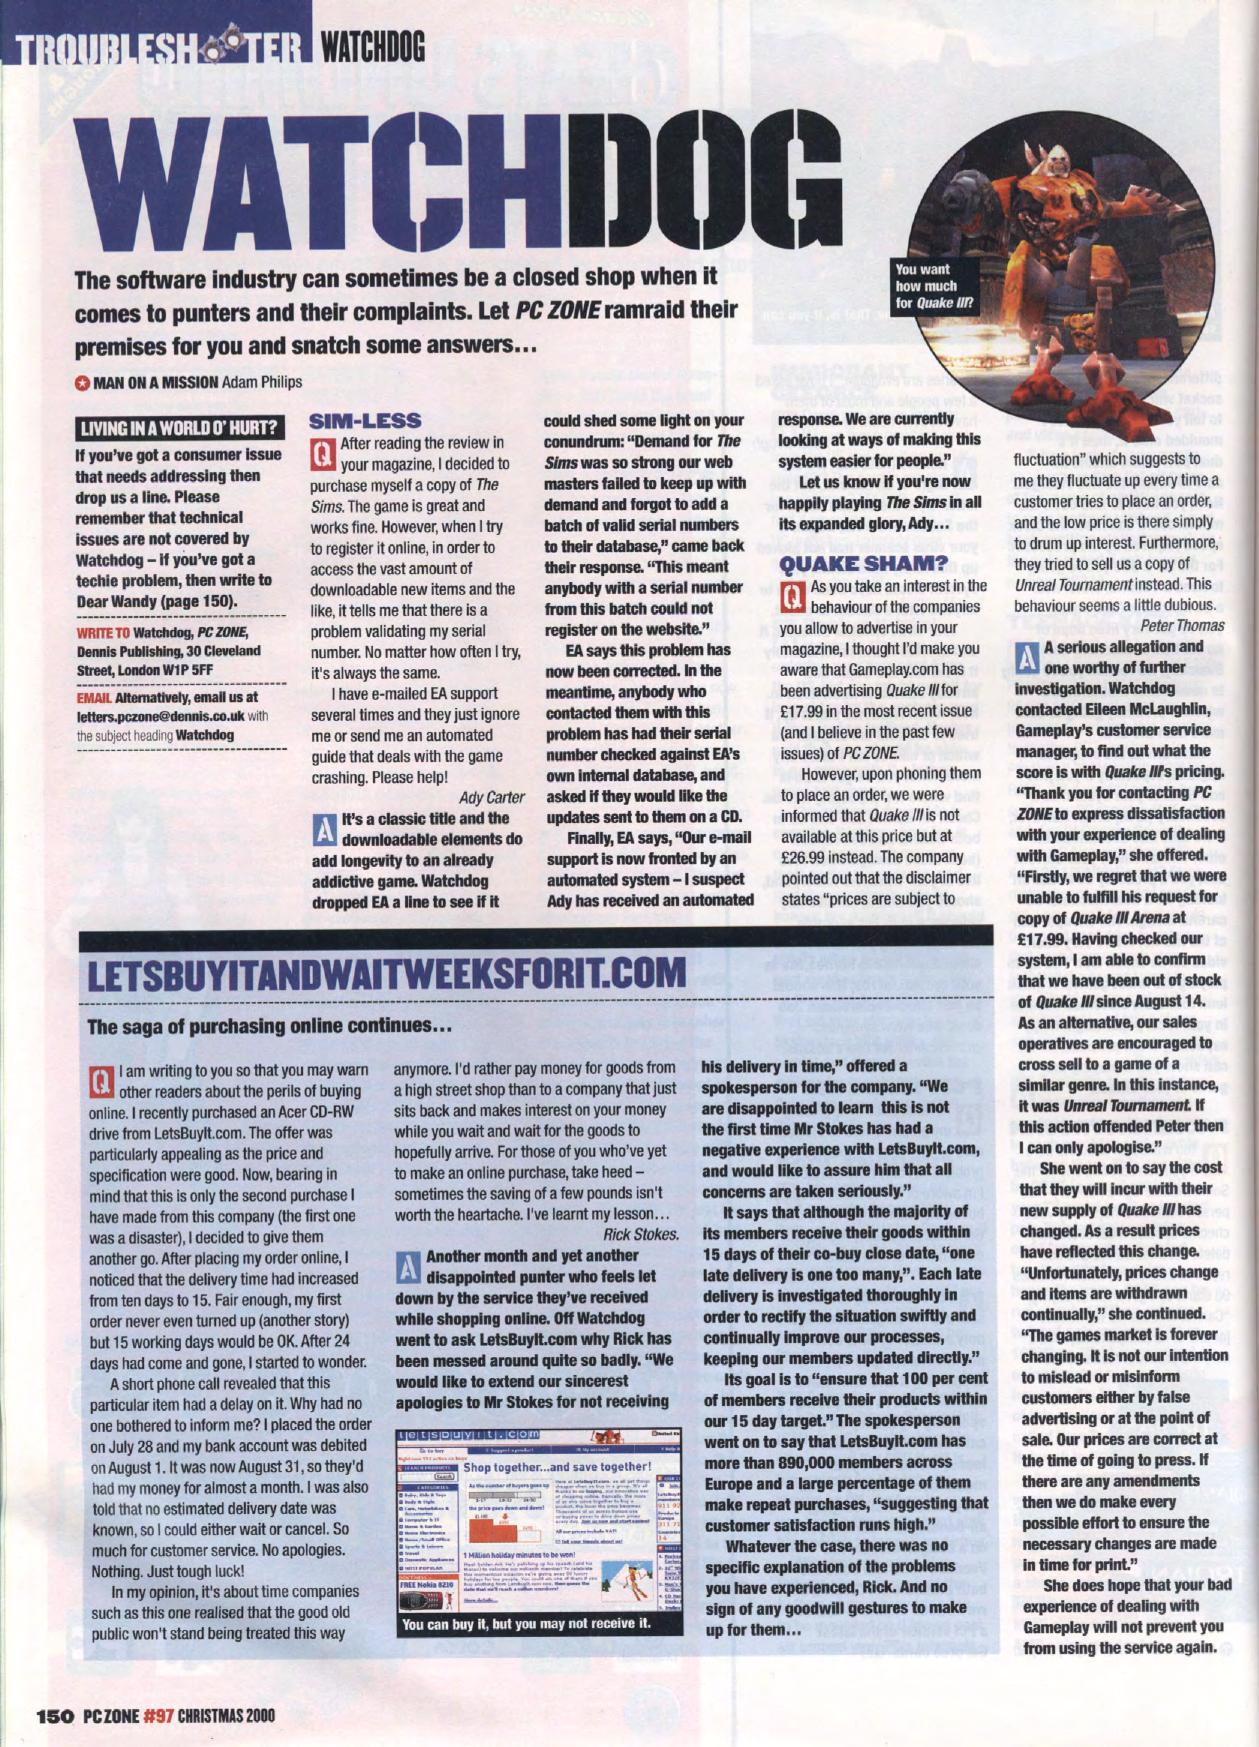 TROUBLESHOOTER WATCHDOG
WATCHDOG
The software industry can sometimes be a closed shop when it
comes to punters and their complaints. Let PC ZONE ramraid their
premises for you and snatch some answers...
MAN ON A MISSION Adam Philips
You want
how much
for Quake III?
LIVING IN A WORLD O' HURT?
If you've got a consumer issue
that needs addressing then
drop us a line. Please
remember that technical
issues are not covered by
Watchdog – if you've got a
techie problem, then write to
Dear Wandy (page 150).
WRITE TO Watchdog, PC ZONE,
Dennis Publishing, 30 Cleveland
Street, London W1P 5FF
EMAIL Alternatively, email us at
letters.pczone@dennis.co.uk with
the subject heading Watchdog
SIM-LESS
Q After reading the review in
your magazine, I decided to
purchase myself a copy of The
Sims. The game is great and
works fine. However, when I try
to register it online, in order to
access the vast amount of
downloadable new items and the
like, it tells me that there is a
problem validating my serial
number. No matter how often I try,
it's always the same.
I have e-mailed EA support
several times and they just ignore
me or send me an automated
guide that deals with the game
crashing. Please help!
Ady Carter
A It's a classic title and the
downloadable elements do
add longevity to an already
addictive game. Watchdog
dropped EA a line to see if it
could shed some light on your
conundrum: "Demand for The
Sims was so strong our web
masters failed to keep up with
demand and forgot to add a
batch of valid serial numbers
to their database," came back
their response. "This meant
anybody with a serial number
from this batch could not
register on the website."
EA says this problem has
now been corrected. In the
meantime, anybody who
contacted them with this
problem has had their serial
number checked against EA's
own internal database, and
asked if they would like the
updates sent to them on a CD.
Finally, EA says, "Our e-mail
support is now fronted by an
automated system – I suspect
Ady has received an automated
response. We are currently
looking at ways of making this
system easier for people."
Let us know if you're now
happily playing The Sims in all
its expanded glory, Ady...
QUAKE SHAM?
Q As you take an interest in the
behaviour of the companies
you allow to advertise in your
magazine, I thought I'd make you
aware that Gameplay.com has
been advertising Quake III for
£17.99 in the most recent issue
(and I believe in the past few
issues) of PC ZONE.
However, upon phoning them
to place an order, we were
informed that Quake III is not
available at this price but at
£26.99 instead. The company
pointed out that the disclaimer
states "prices are subject to
fluctuation" which suggests to
me they fluctuate up every time a
customer tries to place an order,
and the low price is there simply
to drum up interest. Furthermore,
they tried to sell us a copy of
Unreal Tournament instead. This
behaviour seems a little dubious.
Peter Thomas
A A serious allegation and
one worthy of further
investigation. Watchdog
contacted Eileen McLaughlin,
Gameplay's customer service
manager, to find out what the
score is with Quake III's pricing.
"Thank you for contacting PC
ZONE to express dissatisfaction
with your experience of dealing
with Gameplay," she offered.
"Firstly, we regret that we were
unable to fulfill his request for
copy of Quake III Arena at
£17.99. Having checked our
system, I am able to confirm
that we have been out of stock
of Quake III since August 14.
As an alternative, our sales
operatives are encouraged to
cross sell to a game of a
similar genre. In this instance,
it was Unreal Tournament. If
this action offended Peter then
I can only apologise."
She went on to say the cost
that they will incur with their
new supply of Quake III has
changed. As a result prices
have reflected this change.
"Unfortunately, prices change
and items are withdrawn
continually," she continued.
"The games market is forever
changing. It is not our intention
to mislead or misinform
customers either by false
advertising or at the point of
sale. Our prices are correct at
the time of going to press. If
there are any amendments
then we do make every
possible effort to ensure the
necessary changes are made
in time for print."
She does hope that your bad
experience of dealing with
Gameplay will not prevent you
from using the service again.
LETSBUYITANDWAITWEEKSFORIT.COM
The saga of purchasing online continues...
Q I am writing to you so that you may warn
other readers about the perils of buying
online. I recently purchased an Acer CD-RW
drive from LetsBuyIt.com. The offer was
particularly appealing as the price and
specification were good. Now, bearing in
mind that this is only the second purchase I
have made from this company (the first one
was a disaster), I decided to give them
another go. After placing my order online, I
noticed that the delivery time had increased
from ten days to 15. Fair enough, my first
order never even turned up (another story)
but 15 working days would be OK. After 24
days had come and gone, I started to wonder.
A short phone call revealed that this
particular item had a delay on it. Why had no
one bothered to inform me? I placed the order
on July 28 and my bank account was debited
on August 1. It was now August 31, so they'd
had my money for almost a month. I was also
told that no estimated delivery date was
known, so I could either wait or cancel. So
much for customer service. No apologies.
Nothing. Just tough luck!
In my opinion, it's about time companies
such as this one realised that the good old
public won't stand being treated this way
anymore. I'd rather pay money for goods from
a high street shop than to a company that just
sits back and makes interest on your money
while you wait and wait for the goods to
hopefully arrive. For those of you who've yet
to make an online purchase, take heed –
sometimes the saving of a few pounds isn't
worth the heartache. I've learnt my lesson...
Rick Stokes.
A Another month and yet another
disappointed punter who feels let
down by the service they've received
while shopping online. Off Watchdog
went to ask LetsBuyIt.com why Rick has
been messed around quite so badly. "We
would like to extend our sincerest
apologies to Mr Stokes for not receiving
letsbuyit.com
Shop together...and save together!
As the number of buyers goes up
the price goes down and down!
1 Million holiday minutes to be won!
FREE Nokia 8210
You can buy it, but you may not receive it.
his delivery in time," offered a
spokesperson for the company. "We
are disappointed to learn this is not
the first time Mr Stokes has had a
negative experience with LetsBuyIt.com,
and would like to assure him that all
concerns are taken seriously."
It says that although the majority of
its members receive their goods within
15 days of their co-buy close date, "one
late delivery is one too many,". Each late
delivery is investigated thoroughly in
order to rectify the situation swiftly and
continually improve our processes,
keeping our members updated directly."
Its goal is to "ensure that 100 per cent
of members receive their products within
our 15 day target." The spokesperson
went on to say that LetsBuyIt.com has
more than 890,000 members across
Europe and a large percentage of them
make repeat purchases, "suggesting that
customer satisfaction runs high."
Whatever the case, there was no
specific explanation of the problems
you have experienced, Rick. And no
sign of any goodwill gestures to make
up for them...
150 PCZONE #97 CHRISTMAS 2000